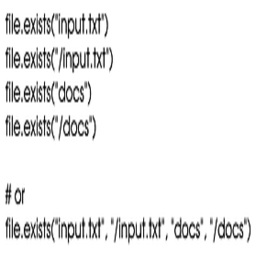 file.exists("input.txt")
file.exists("/input.txt")
file.exists("docs")
file.exists("/docs")
# or
file.exists("input.txt", "/input.txt", "docs", "/docs")